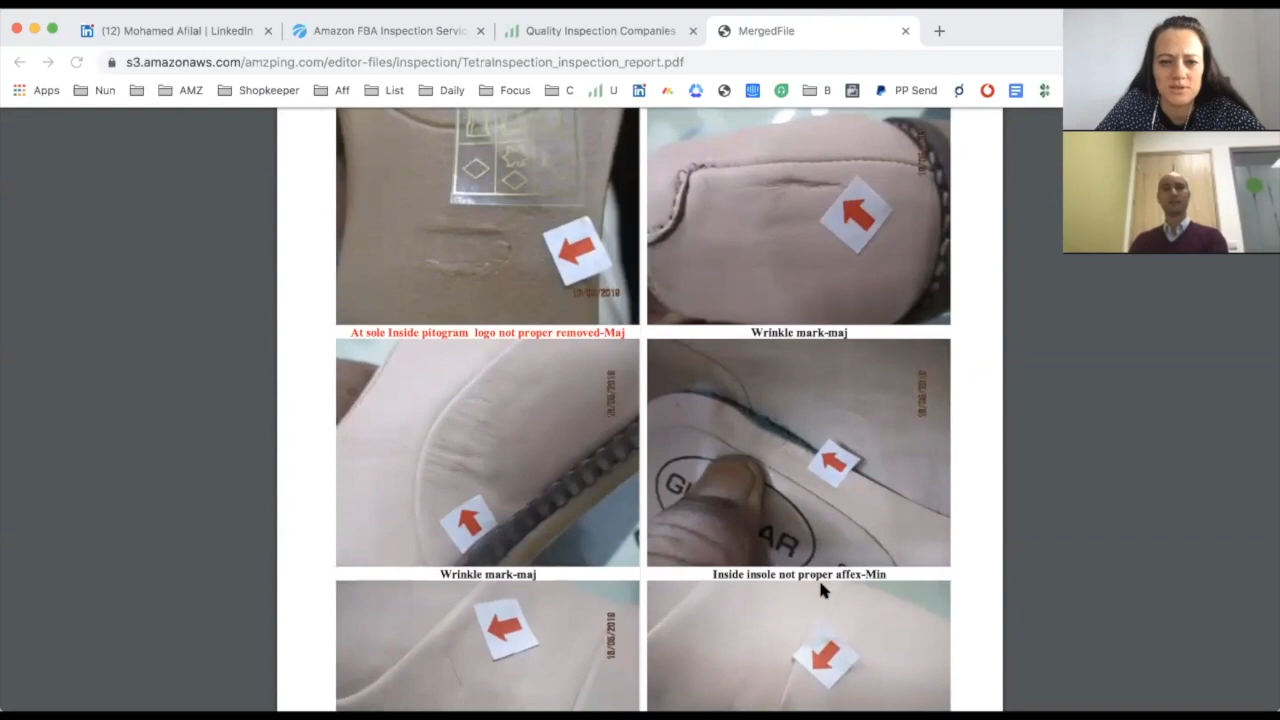 (12) Mohamed Afilal | LinkedIn
Amazon FBA Inspection Servic
Quality Inspection Companies
MergedFile
s3.amazonaws.com/amzping.com/editor-files/inspection/TetraInspection_inspection_report.pdf
Apps
Nun
AMZ
Shopkeeper
Aff
List
Daily
Focus
C
U
B
PP Send
At sole Inside pitogram logo not proper removed-Maj
Wrinkle mark-maj
Wrinkle mark-maj
AR
Inside insole not proper affex-Min